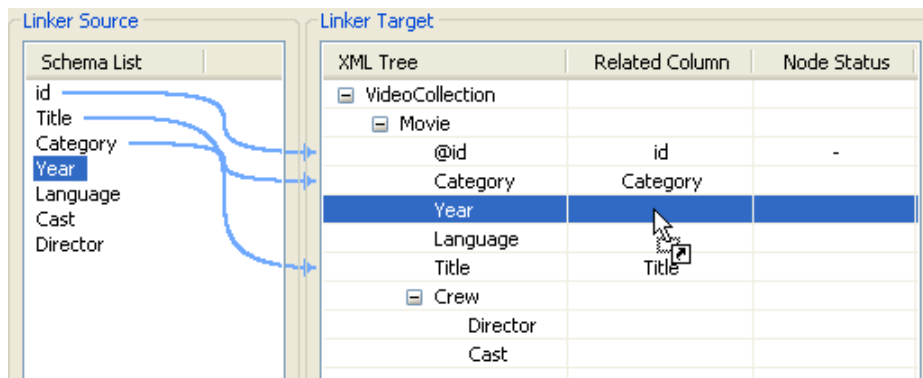 Linker Source
Schema List
id
Title
Category
Year
Language
Cast
Director
Linker Target
XML Tree Related Column Node Status
VideoCollection
Movie
@id id -
Category Category
Year
Language
Title Title
Crew
Director
Cast